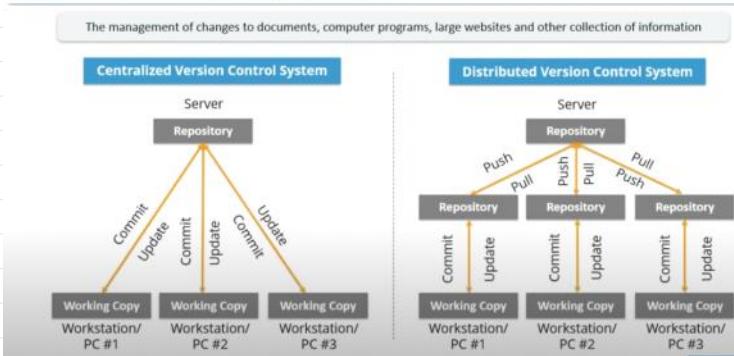 The management of changes to documents, computer programs, large websites and other collection of information
Centralized Version Control System
Server
Repository
Commit
Update
Commit
Update
Commit
Update
Working Copy
Working Copy
Working Copy
Workstation/
PC #1
Workstation/
PC #2
Workstation/
PC #3
Distributed Version Control System
Server
Repository
Push
Pull
Push
Pull
Push
Pull
Repository
Repository
Repository
Commit
Update
Commit
Update
Commit
Update
Working Copy
Working Copy
Working Copy
Workstation/
PC #1
Workstation/
PC #2
Workstation/
PC #3